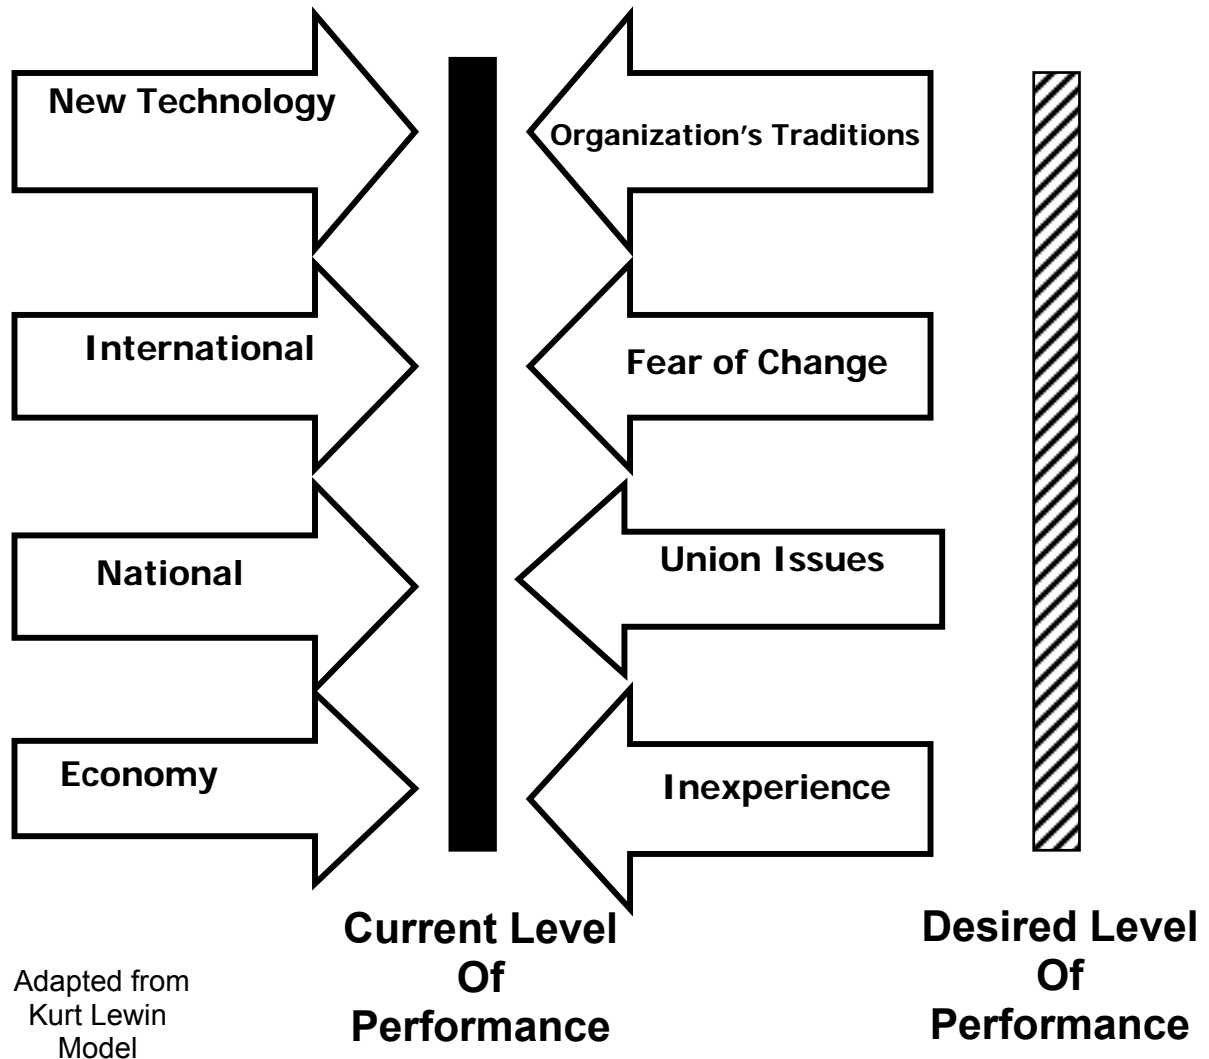 New Technology
Organization's Traditions
International
Fear of Change
National
Union Issues
Economy
Inexperience
Current Level
Of
Performance
Desired Level
Of
Performance
Adapted from
Kurt Lewin
Model